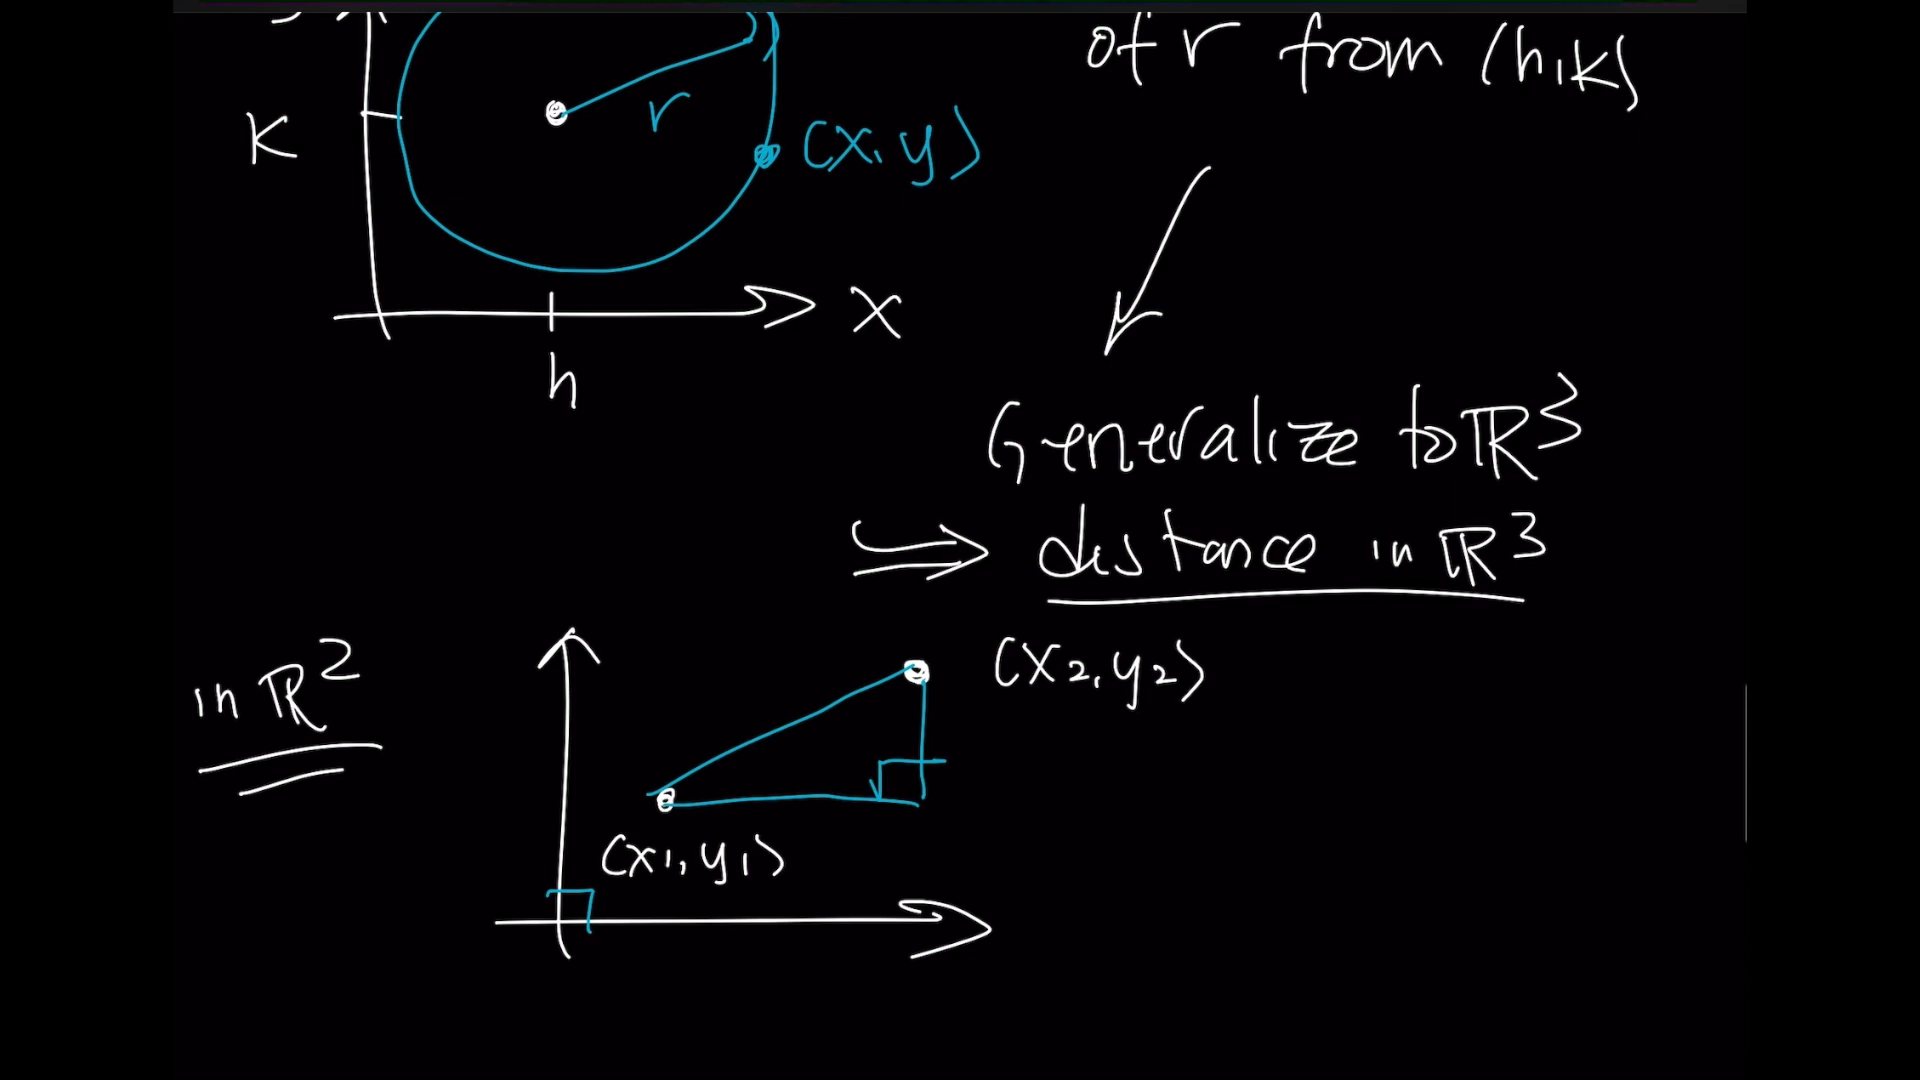 of r from (h,k)
K
r
(x,y)
x
h
Generalize to ℝ³
distance in ℝ³
in ℝ²
(x₂,y₂)
(x₁,y₁)